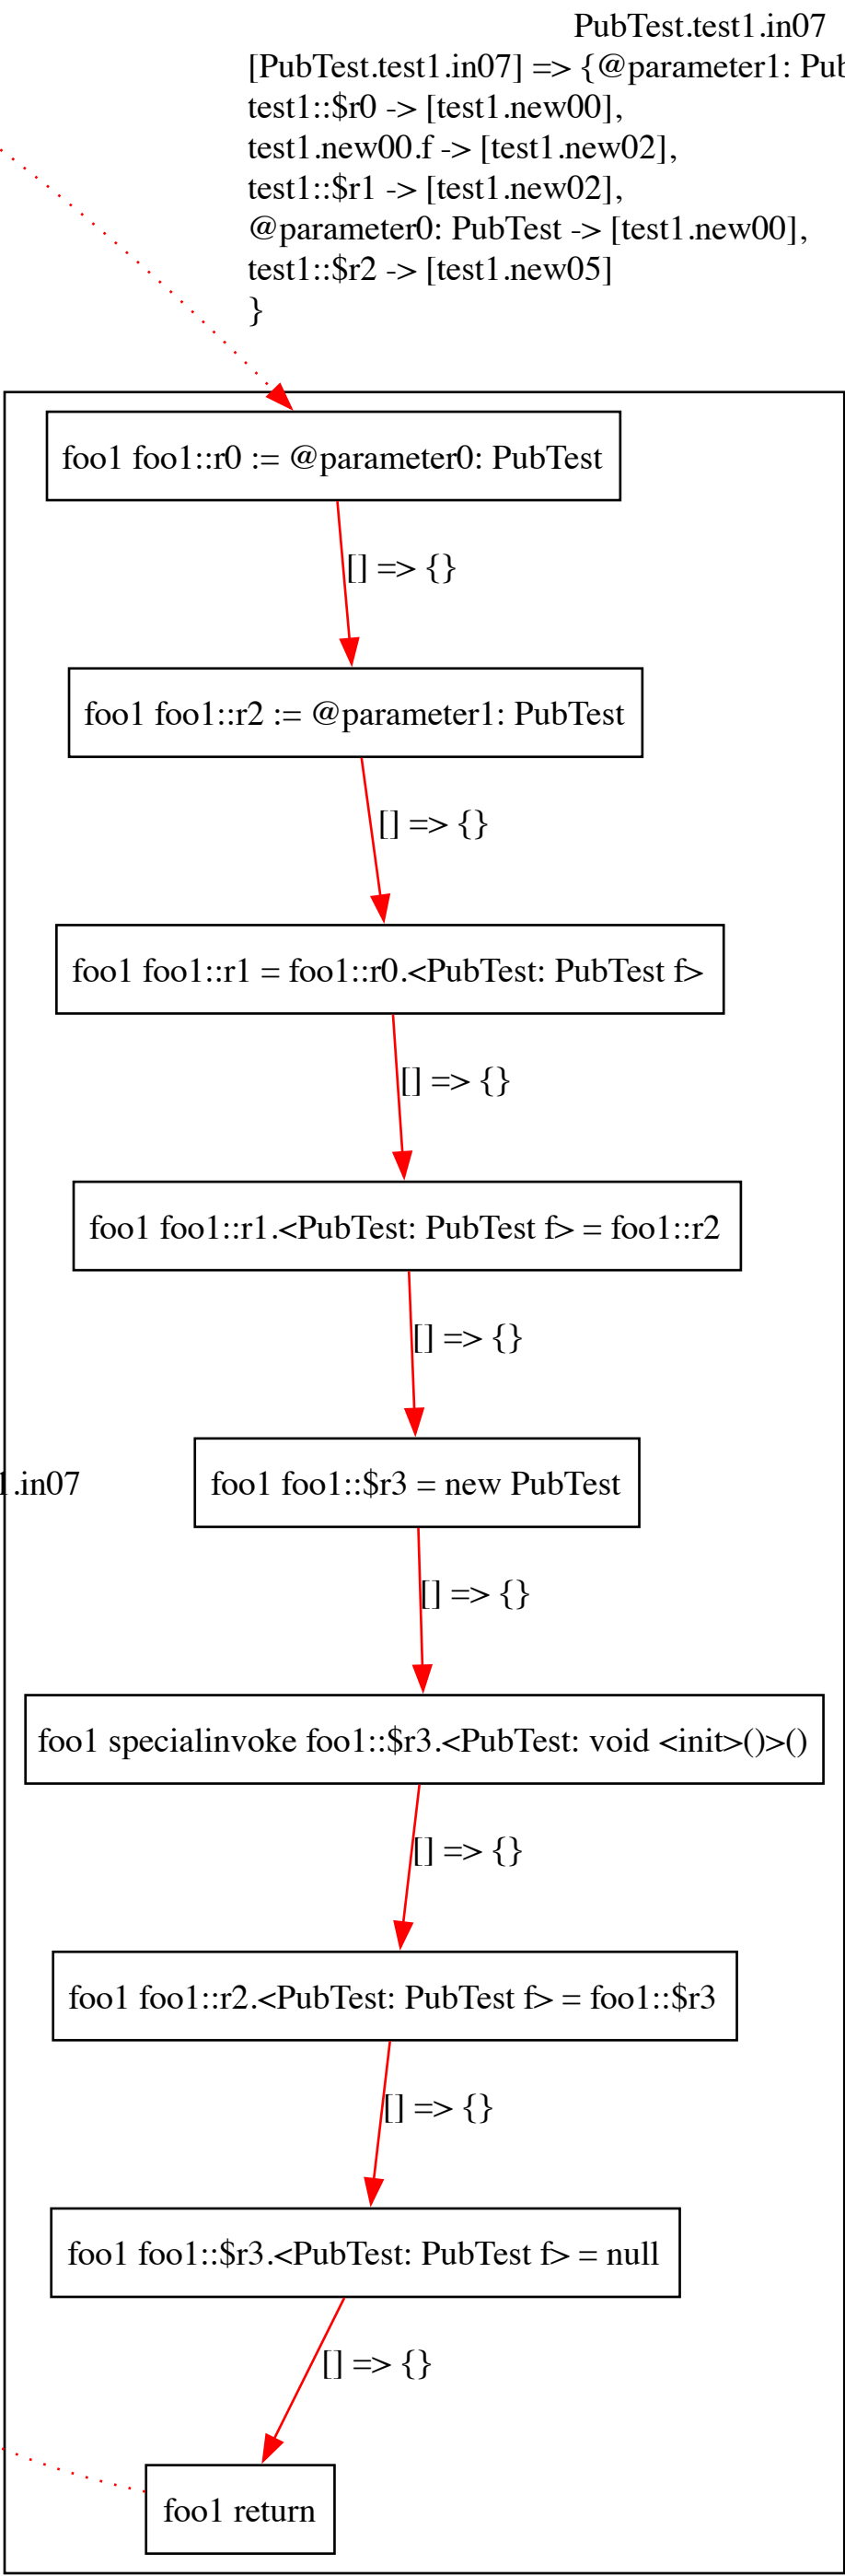 PubTest.test1.in07
[PubTest.test1.in07] => {@parameter1:
test1::$r0 -> [test1.new00],
test1.new00.f -> [test1.new02],
test1::$r1 -> [test1.new02],
@parameter0: PubTest -> [test1.new00],
test1::$r2 -> [test1.new05]
}
foo1 foo1::r0 := @parameter0: PubTest
[] => {}
foo1 foo1::r2 := @parameter1: PubTest
[] => {}
foo1 foo1::r1 = foo1::r0.<PubTest: PubTest f>
[] => {}
foo1 foo1::r1.<PubTest: PubTest f> = foo1::r2
[] => {}
1.in07
foo1 foo1::$r3 = new PubTest
[] => {}
foo1 specialinvoke foo1::$r3.<PubTest: void <init>()>()
[] => {}
foo1 foo1::r2.<PubTest: PubTest f> = foo1::$r3
[] => {}
foo1 foo1::$r3.<PubTest: PubTest f> = null
[] => {}
foo1 return